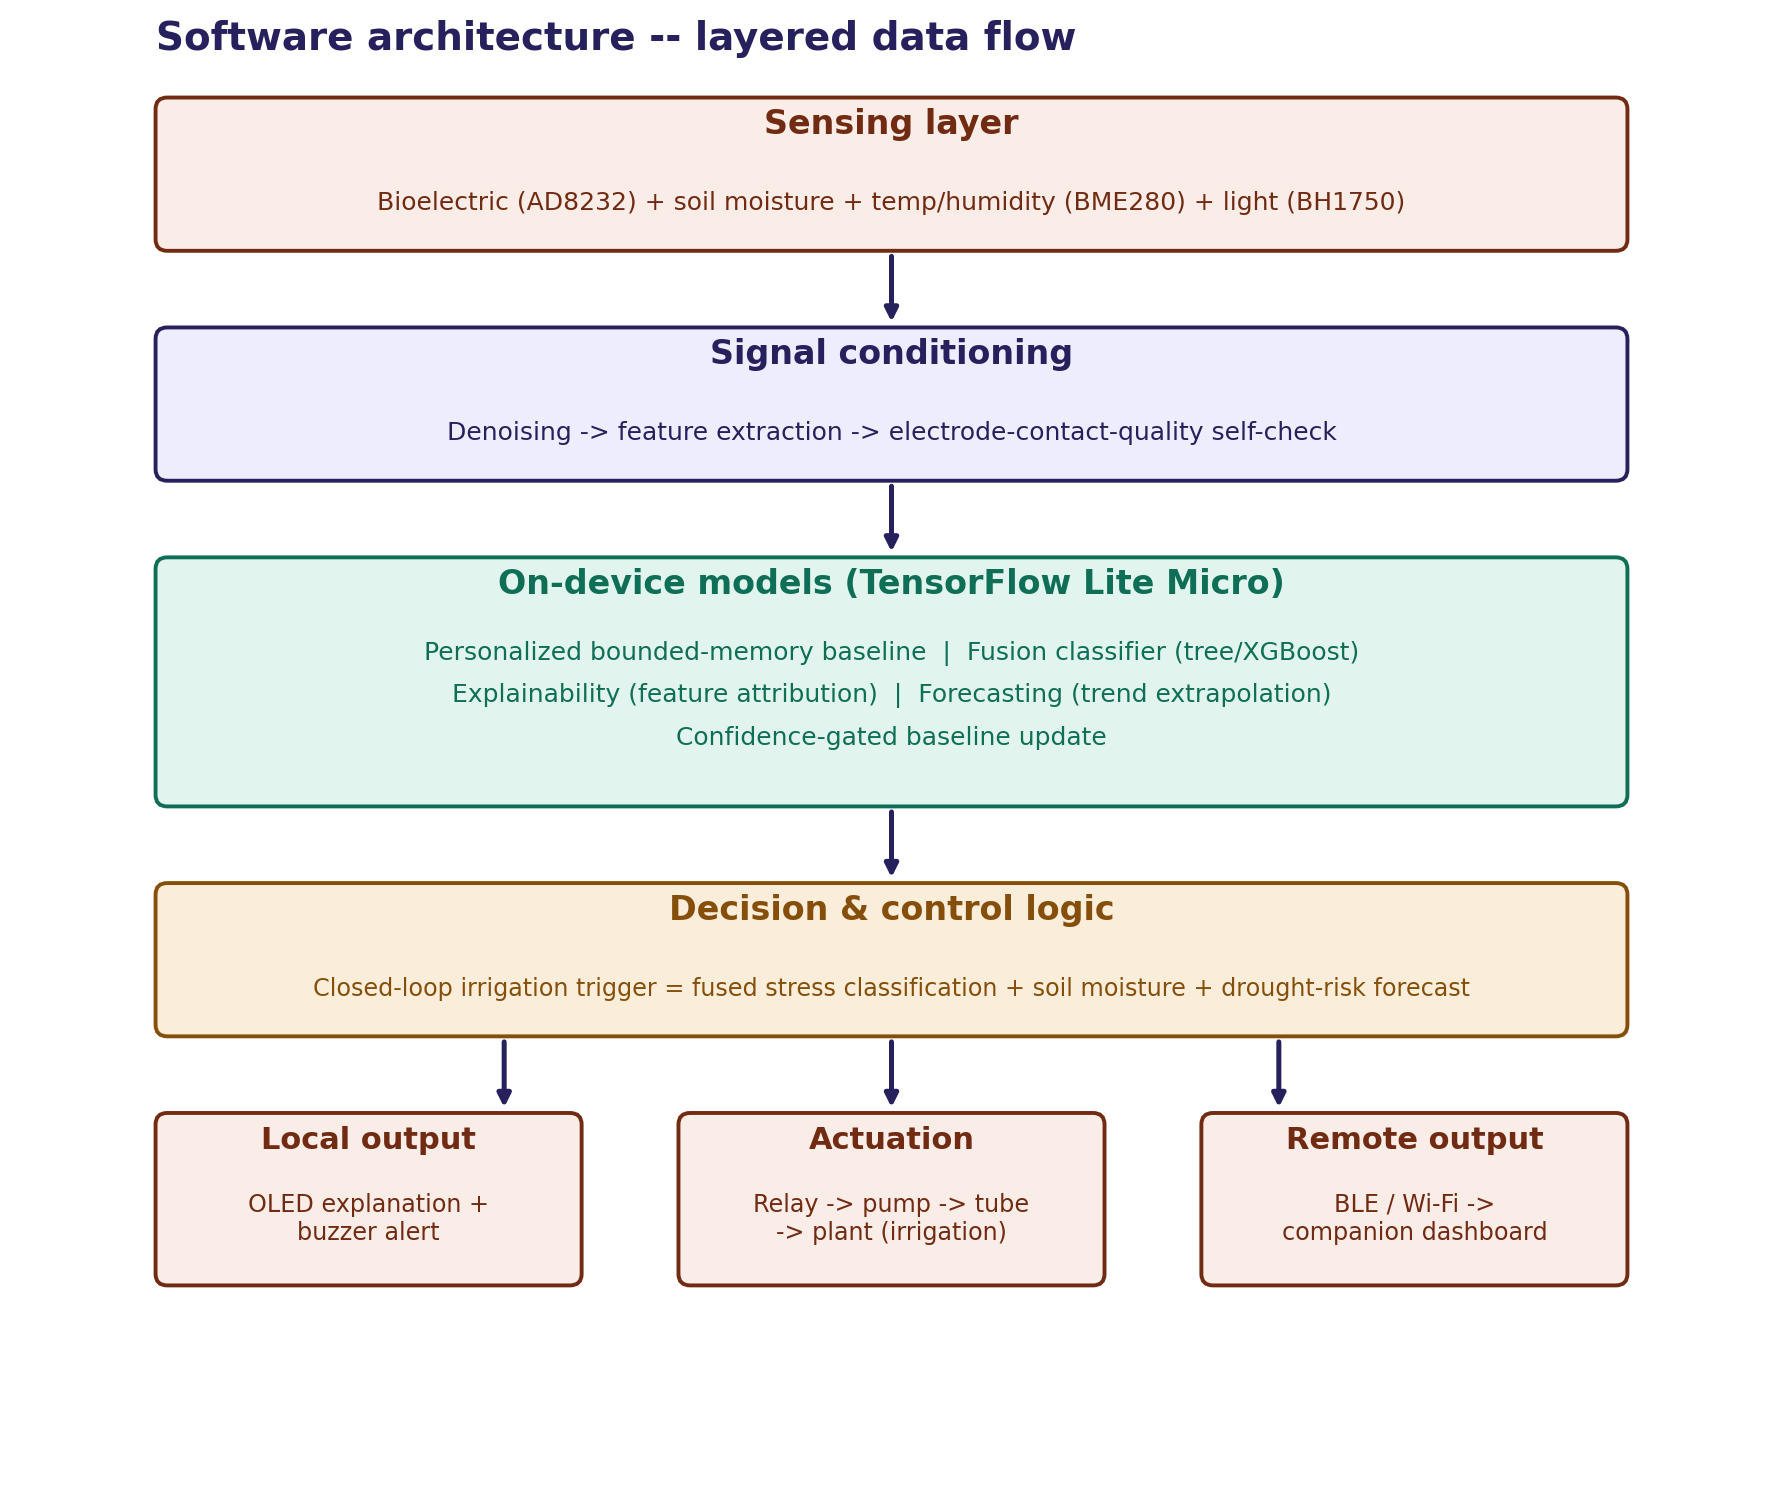 Software architecture -- layered data flow
Sensing layer
Bioelectric (AD8232) + soil moisture + temp/humidity (BME280) + light (BH1750)
Signal conditioning
Denoising -> feature extraction -> electrode-contact-quality self-check
On-device models (TensorFlow Lite Micro)
Personalized bounded-memory baseline | Fusion classifier (tree/XGBoost)
Explainability (feature attribution) | Forecasting (trend extrapolation)
Confidence-gated baseline update
Decision & control logic
Closed-loop irrigation trigger = fused stress classification + soil moisture + drought-risk forecast
Local output
OLED explanation +
buzzer alert
Actuation
Relay -> pump -> tube
-> plant (irrigation)
Remote output
BLE / Wi-Fi ->
companion dashboard